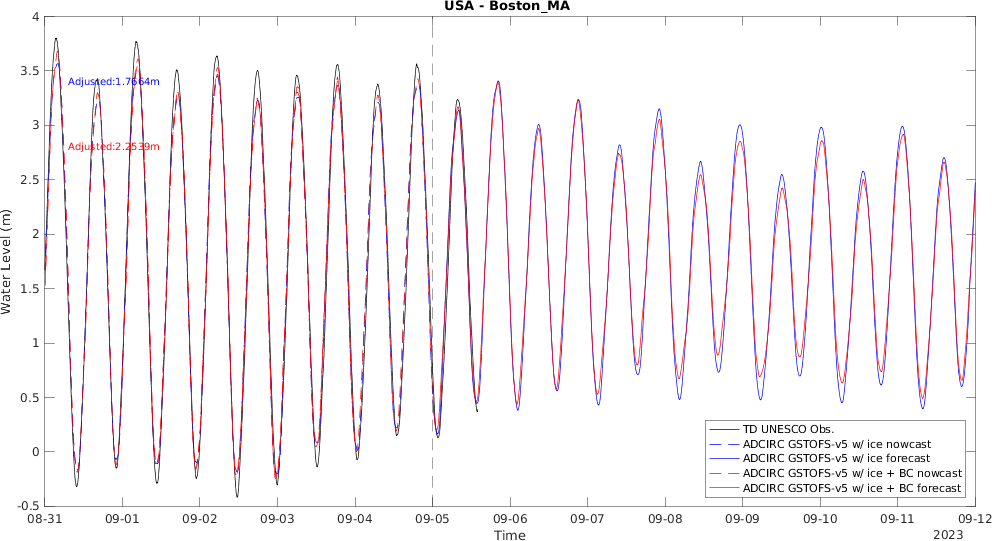 USA - Boston_MA
4
3.5
3
2.5
2
1.5
1
0.5
0
-0.5
Water Level (m)
Adjusted:1.7664m
Adjusted:2.2539m
TD UNESCO Obs.
ADCIRC GSTOFS-v5 w/ ice nowcast
ADCIRC GSTOFS-v5 w/ ice forecast
ADCIRC GSTOFS-v5 w/ ice + BC nowcast
ADCIRC GSTOFS-v5 w/ ice + BC forecast
08-31 09-01 09-02 09-03 09-04 09-05 09-06 09-07 09-08 09-09 09-10 09-11 09-12
Time
2023